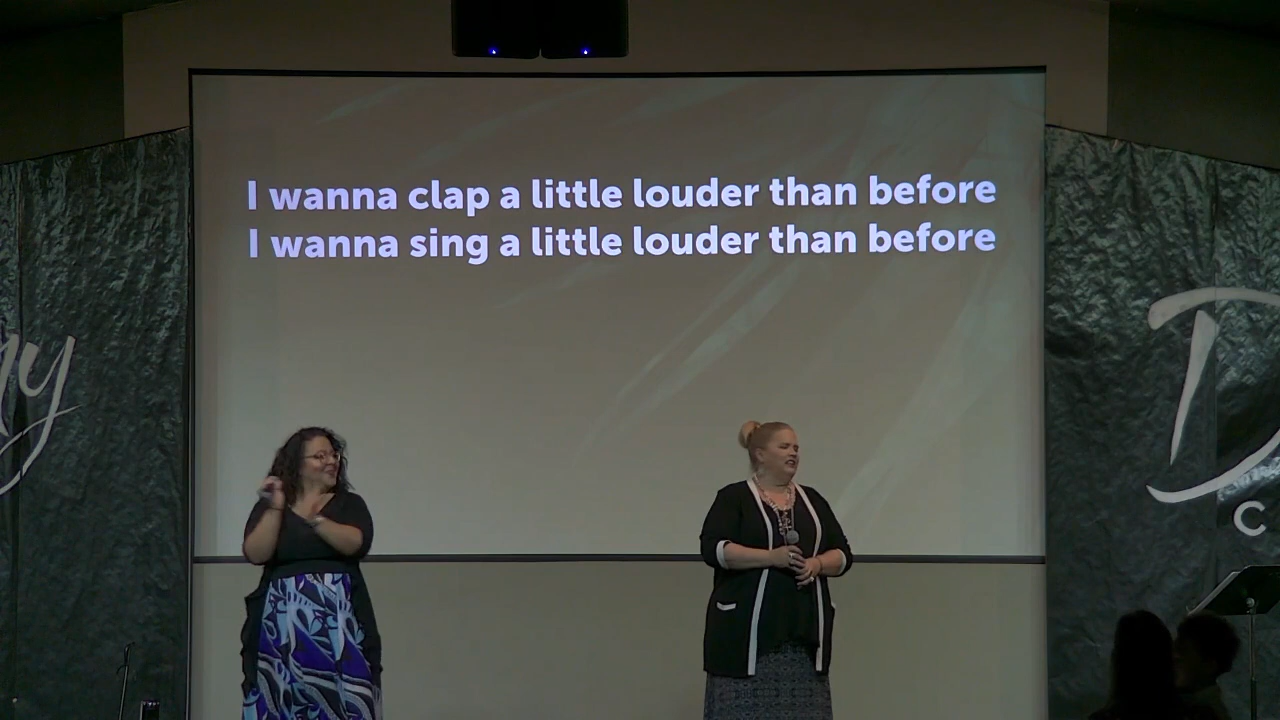 I wanna clap a little louder than before
I wanna sing a little louder than before